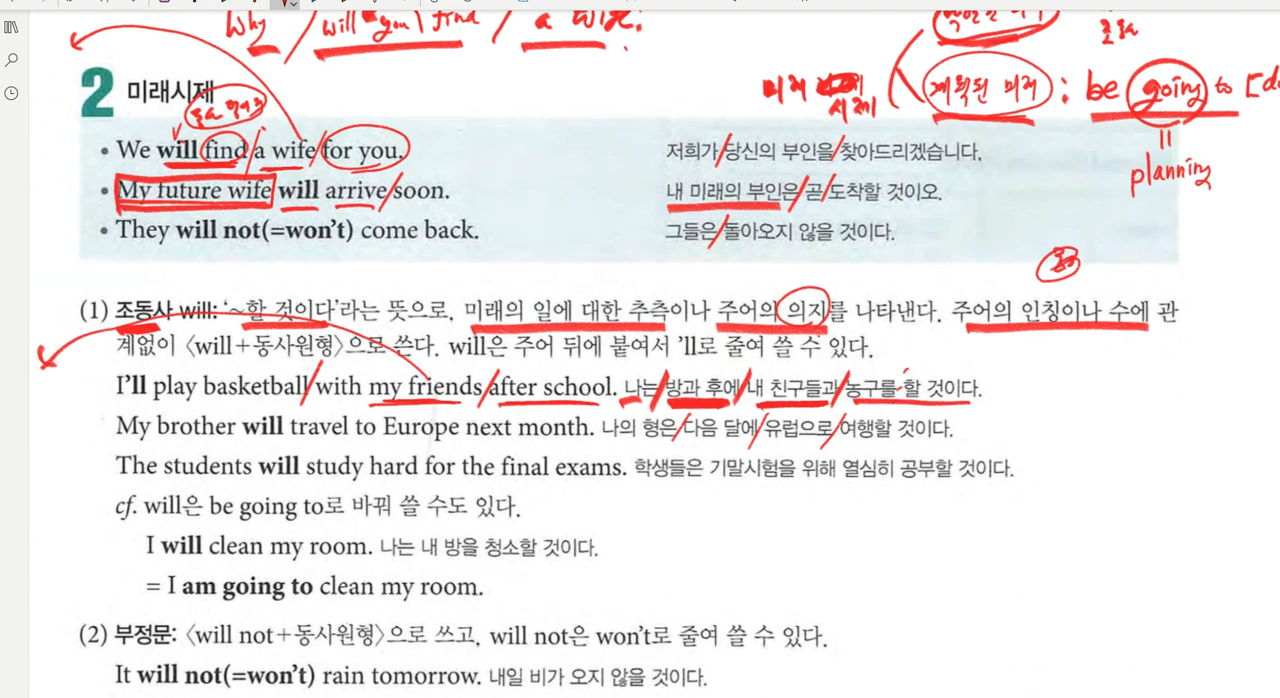 Why / will you find / a wife?
2 미래시제
미래 시제
계획된 미래 : be going to
= planning
• We will find a wife for you. 저희가 당신의 부인을 찾아드리겠습니다.
• My future wife will arrive soon. 내 미래의 부인은 곧 도착할 것이오.
• They will not(=won't) come back. 그들은 돌아오지 않을 것이다.
(1) 조동사 will: '~할 것이다'라는 뜻으로, 미래의 일에 대한 추측이나 주어의 의지를 나타낸다. 주어의 인칭이나 수에 관
계없이 〈will+동사원형〉으로 쓴다. will은 주어 뒤에 붙여서 'll로 줄여 쓸 수 있다.
I'll play basketball with my friends after school. 나는 방과 후에 내 친구들과 농구를 할 것이다.
My brother will travel to Europe next month. 나의 형은 다음 달에 유럽으로 여행할 것이다.
The students will study hard for the final exams. 학생들은 기말시험을 위해 열심히 공부할 것이다.
cf. will은 be going to로 바꿔 쓸 수도 있다.
I will clean my room. 나는 내 방을 청소할 것이다.
= I am going to clean my room.
(2) 부정문: 〈will not+동사원형〉으로 쓰고, will not은 won't로 줄여 쓸 수 있다.
It will not(=won't) rain tomorrow. 내일 비가 오지 않을 것이다.